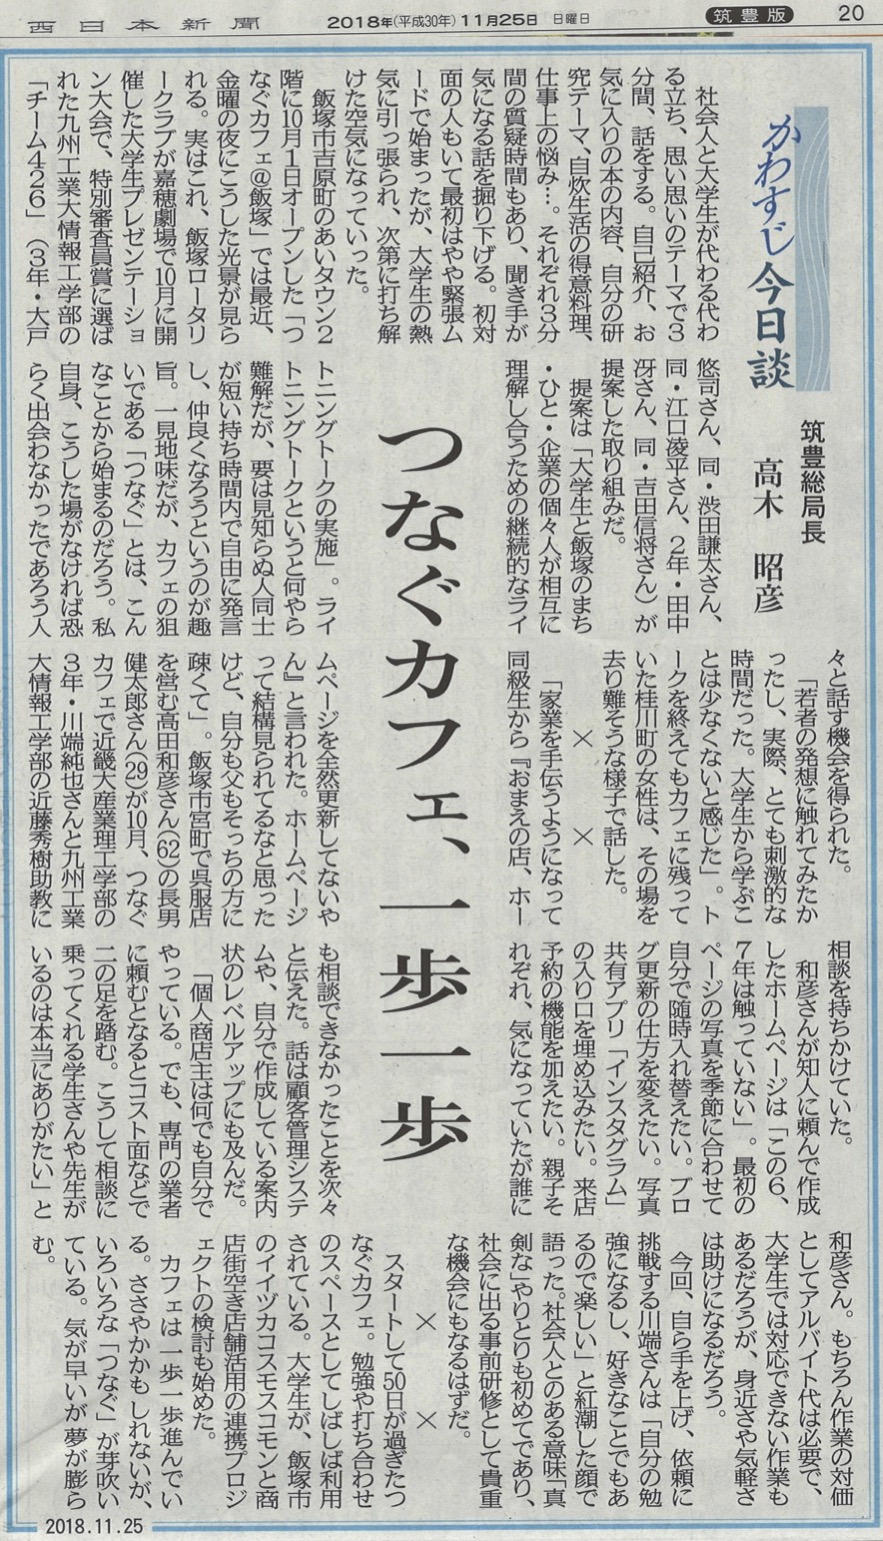 西日本新聞 2018年(平成30年)11月25日 日曜日 筑豊版 20
かわすじ今日談
筑豊総局長
高木 昭彦
つなぐカフェ、一歩一歩
社会人と大学生が代わる代わ
る立ち、思い思いのテーマで3
分間、話をする。自己紹介、お
気に入りの本の内容、自分の研
究テーマ、自炊生活の得意料理、
仕事上の悩み…。それぞれ3分
間の質疑時間もあり、聞き手が
気になる話を掘り下げる。初対
面の人もいて最初はやや緊張ム
ードで始まったが、大学生の熱
気に引っ張られ、次第に打ち解
けた空気になっていった。
飯塚市吉原町のあいタウン2
階に10月1日オープンした「つ
なぐカフェ@飯塚」では最近、
金曜の夜にこうした光景が見ら
れる。実はこれ、飯塚ロータリ
ークラブが嘉穂劇場で10月に開
催した大学生プレゼンテーショ
ン大会で、特別審査員賞に選ば
れた九州工業大情報工学部の
「チーム426」(3年・大戸
悠司さん、同・渋田謙太さん、
同・江口凌平さん、2年・田中
冴さん、同・吉田信将さん)が
提案した取り組みだ。
提案は「大学生と飯塚のまち
・ひと・企業の個々人が相互に
理解し合うための継続的なライ
トニングトークの実施」。ライ
トニングトークというと何やら
難解だが、要は見知らぬ人同士
が短い持ち時間内で自由に発言
し、仲良くなろうというのが趣
旨。一見地味だが、カフェの狙
いである「つなぐ」とは、こん
なことから始まるのだろう。私
自身、こうした場がなければ恐
らく出会わなかったであろう人
々と話す機会を得られた。
「若者の発想に触れてみたか
ったし、実際、とても刺激的な
時間だった。大学生から学ぶこ
とは少なくないと感じた」。ト
ークを終えてもカフェに残って
いた桂川町の女性は、その場を
去り難そうな様子で話した。
× ×
「家業を手伝うようになって
同級生から『おまえの店、ホー
ムページを全然更新してないや
ん』と言われた。ホームページ
って結構見られてるなと思った
けど、自分も父もそっちの方に
疎くて」。飯塚市宮町で呉服店
を営む高田和彦さん(62)の長男
健太郎さん(29)が10月、つなぐ
カフェで近畿大産業理工学部の
3年・川端純也さんと九州工業
大情報工学部の近藤秀樹助教に
相談を持ちかけていた。
和彦さんが知人に頼んで作成
したホームページは「この6、
7年は触っていない」。最初の
ページの写真を季節に合わせて
自分で随時入れ替えたい。ブロ
グ更新の仕方を変えたい。写真
共有アプリ「インスタグラム」
の入り口を埋め込みたい。来店
予約の機能を加えたい。親子そ
れぞれ、気になっていたが誰に
も相談できなかったことを次々
と伝えた。話は顧客管理システ
ムや、自分で作成している案内
状のレベルアップにも及んだ。
「個人商店主は何でも自分で
やっている。でも、専門の業者
に頼むとなるとコスト面などで
二の足を踏む。こうして相談に
乗ってくれる学生さんや先生が
いるのは本当にありがたい」と
和彦さん。もちろん作業の対価
としてアルバイト代は必要で、
大学生では対応できない作業も
あるだろうが、身近さや気軽さ
は助けになるだろう。
今回、自ら手を上げ、依頼に
挑戦する川端さんは「自分の勉
強になるし、好きなことでもあ
るので楽しい」と紅潮した顔で
語った。社会人とのある意味「真
剣な」やりとりも初めてであり、
社会に出る事前研修として貴重
な機会にもなるはずだ。
× ×
スタートして50日が過ぎたつ
なぐカフェ。勉強や打ち合わせ
のスペースとしてしばしば利用
されている。大学生が、飯塚市
のイイヅカコスモスコモンと商
店街空き店舗活用の連携プロジ
ェクトの検討も始めた。
カフェは一歩一歩進んでい
る。ささやかかもしれないが、
いろいろな「つなぐ」が芽吹い
ている。気が早いが夢が膨ら
む。
2018.11.25